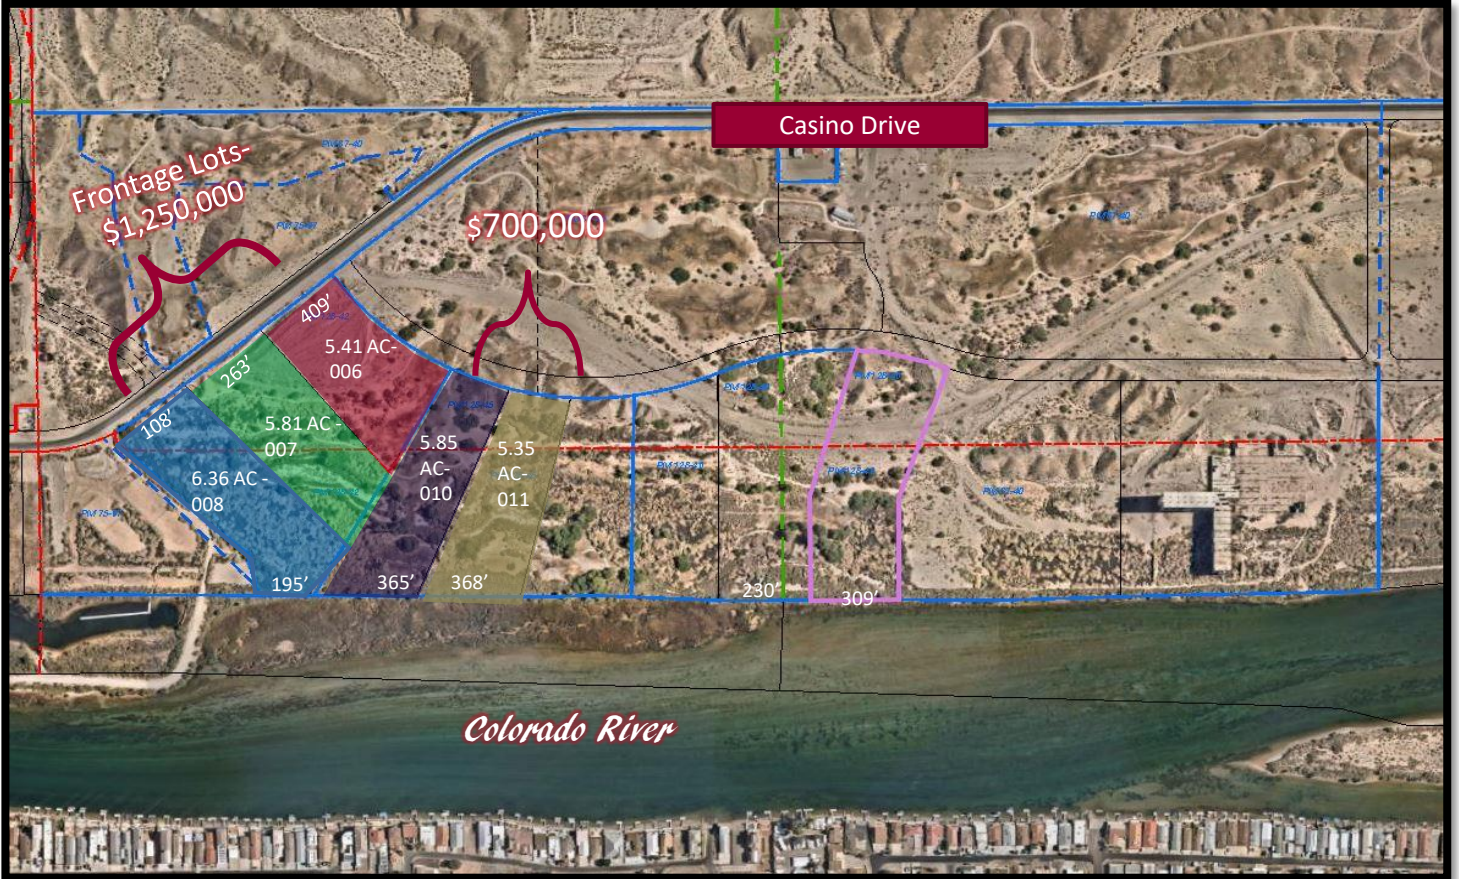 Casino Drive
Frontage Lots-
$1,250,000
$700,000
409'
5.41 AC-
006
263'
5.81 AC -
007
108'
6.36 AC -
008
5.85
AC-
010
5.35
AC-
011
195'
365'
368'
230'
309'
Colorado River